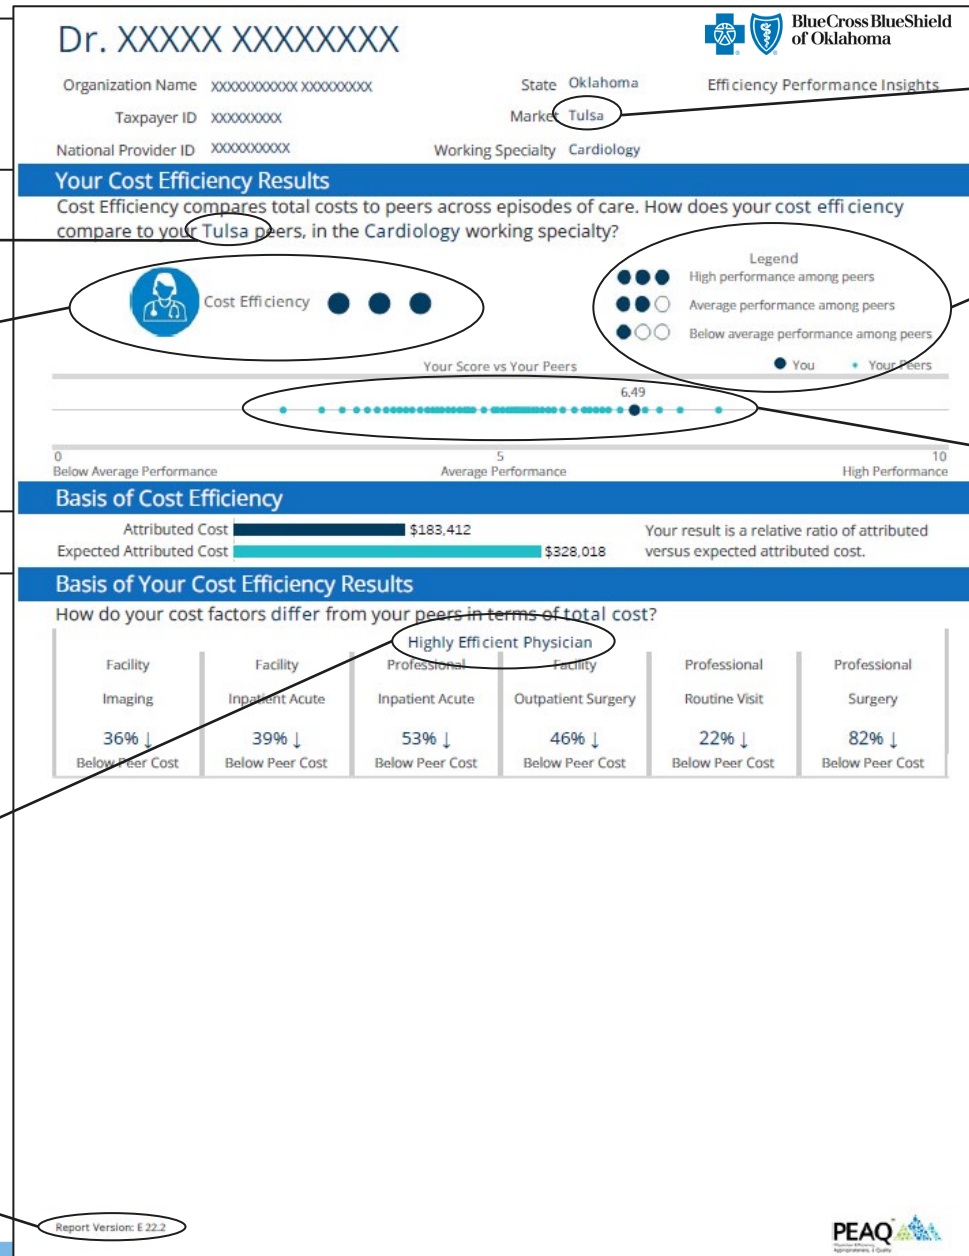 Dr. XXXXX XXXXXXXX
BlueCross BlueShield
of Oklahoma
Organization Name XXXXXXXXXXX XXXXXXXXX State Oklahoma Efficiency Performance Insights
Taxpayer ID XXXXXXXXX Market Tulsa
National Provider ID XXXXXXXXXX Working Specialty Cardiology
Your Cost Efficiency Results
Cost Efficiency compares total costs to peers across episodes of care. How does your cost efficiency
compare to your Tulsa peers, in the Cardiology working specialty?
Legend
High performance among peers
Cost Efficiency
Average performance among peers
Below average performance among peers
Your Score vs Your Peers You Your Peers
6.49
0 5 10
Below Average Performance Average Performance High Performance
Basis of Cost Efficiency
Attributed Cost $183,412 Your result is a relative ratio of attributed
Expected Attributed Cost $328,018 versus expected attributed cost.
Basis of Your Cost Efficiency Results
How do your cost factors differ from your peers in terms of total cost?
Highly Efficient Physician
Facility Facility Professional Facility Professional Professional
Imaging Inpatient Acute Inpatient Acute Outpatient Surgery Routine Visit Surgery
36% ↓ 39% ↓ 53% ↓ 46% ↓ 22% ↓ 82% ↓
Below Peer Cost Below Peer Cost Below Peer Cost Below Peer Cost Below Peer Cost Below Peer Cost
Report Version: E 22.2
PEAQ
Physician Efficiency,
Appropriateness, & Quality